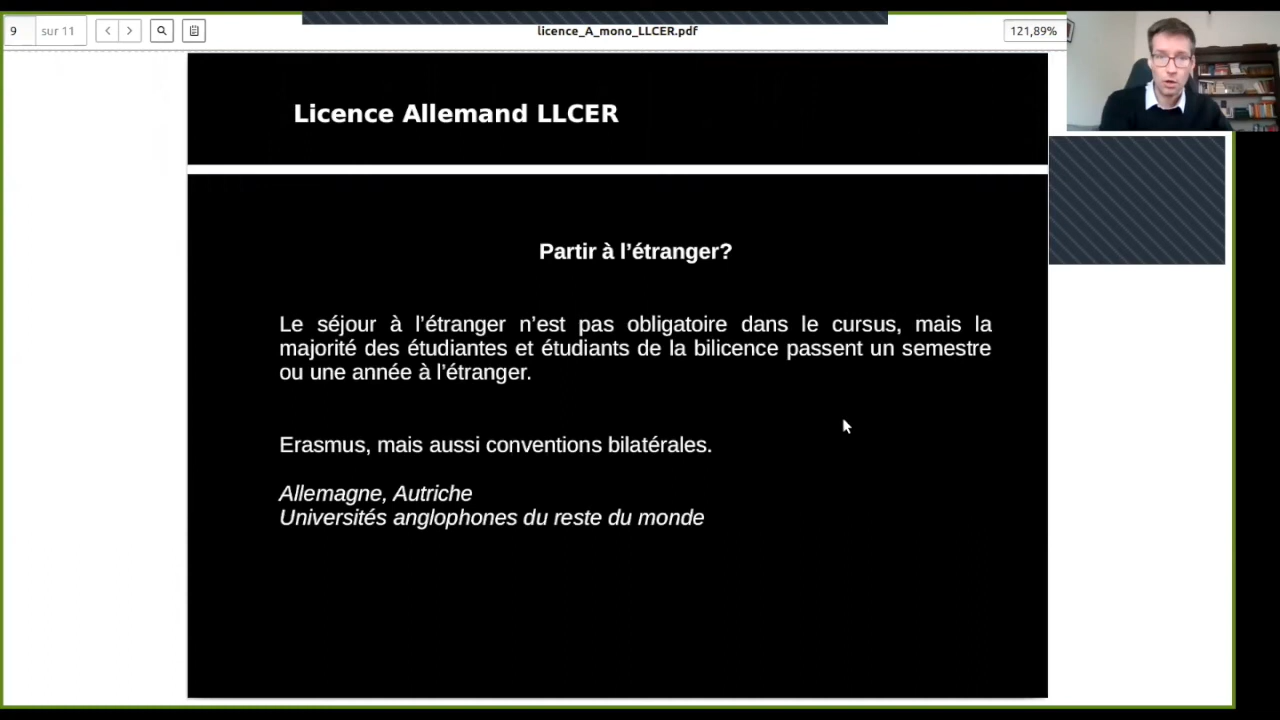 9 sur 11
licence_A_mono_LLCER.pdf
121,89%
Licence Allemand LLCER
Partir à l’étranger?
Le séjour à l’étranger n’est pas obligatoire dans le cursus, mais la
majorité des étudiantes et étudiants de la bilicence passent un semestre
ou une année à l’étranger.
Erasmus, mais aussi conventions bilatérales.
Allemagne, Autriche
Universités anglophones du reste du monde